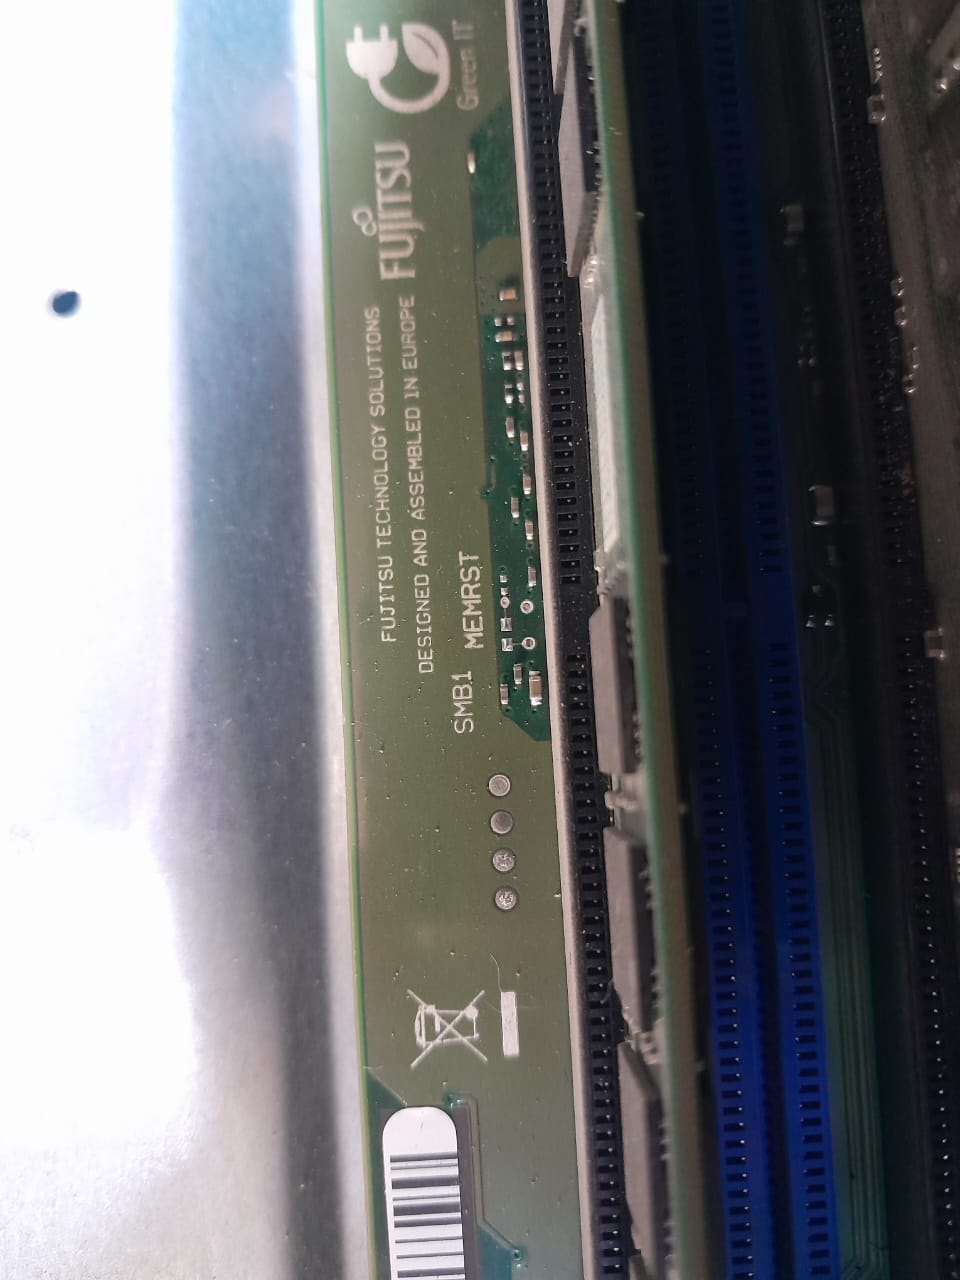 Green IT
FUJITSU
FUJITSU TECHNOLOGY SOLUTIONS
DESIGNED AND ASSEMBLED IN EUROPE
SMB1 MEMRST